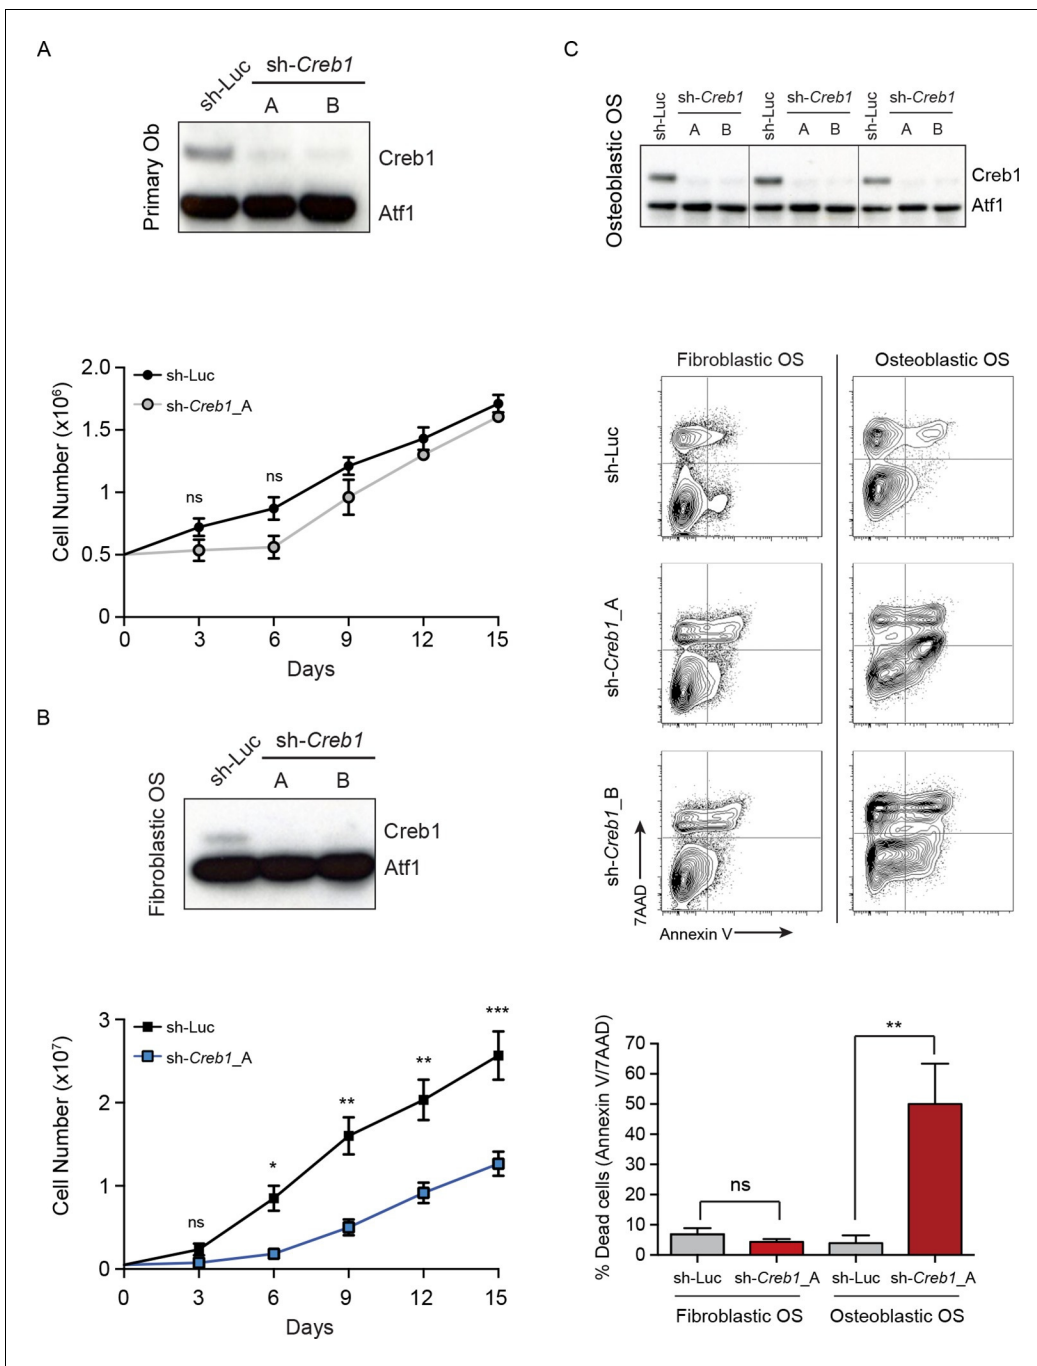 A
sh-Luc
sh-Creb1
A B
Primary Ob
Creb1
Atf1
Cell Number (x10⁶)
2.0
1.5
1
0.5
0
sh-Luc
sh-Creb1_A
ns
ns
0 3 6 9 12 15
Days
B
sh-Luc
sh-Creb1
A B
Fibroblastic OS
Creb1
Atf1
Cell Number (x10⁷)
3
2
1
0
sh-Luc
sh-Creb1_A
ns
*
**
**
***
0 3 6 9 12 15
Days
C
Osteoblastic OS
sh-Luc
sh-Creb1
A B
sh-Luc
sh-Creb1
A B
sh-Luc
sh-Creb1
A B
Creb1
Atf1
Fibroblastic OS Osteoblastic OS
sh-Luc
sh-Creb1_A
sh-Creb1_B
7AAD
Annexin V
% Dead cells (Annexin V/7AAD)
70
60
50
40
30
20
10
0
ns
**
sh-Luc sh-Creb1_A sh-Luc sh-Creb1_A
Fibroblastic OS Osteoblastic OS